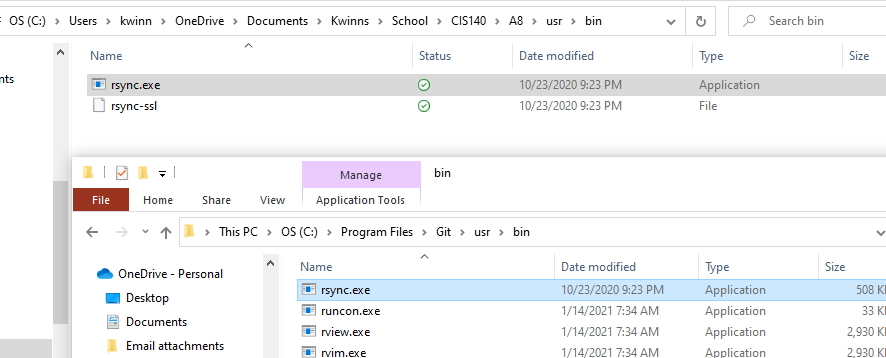 OS (C:) > Users > kwinn > OneDrive > Documents > Kwinns > School > CIS140 > A8 > usr > bin Search bin
Name Status Date modified Type Size
rsync.exe 10/23/2020 9:23 PM Application
rsync-ssl 10/23/2020 9:23 PM File
Manage bin
File Home Share View Application Tools
This PC > OS (C:) > Program Files > Git > usr > bin
OneDrive - Personal
Desktop
Documents
Email attachments
Name Date modified Type Size
rsync.exe 10/23/2020 9:23 PM Application 508
runcon.exe 1/14/2021 7:34 AM Application 33
rview.exe 1/14/2021 7:34 AM Application 2,930
rvim.exe 1/14/2021 7:34 AM Application 2,930